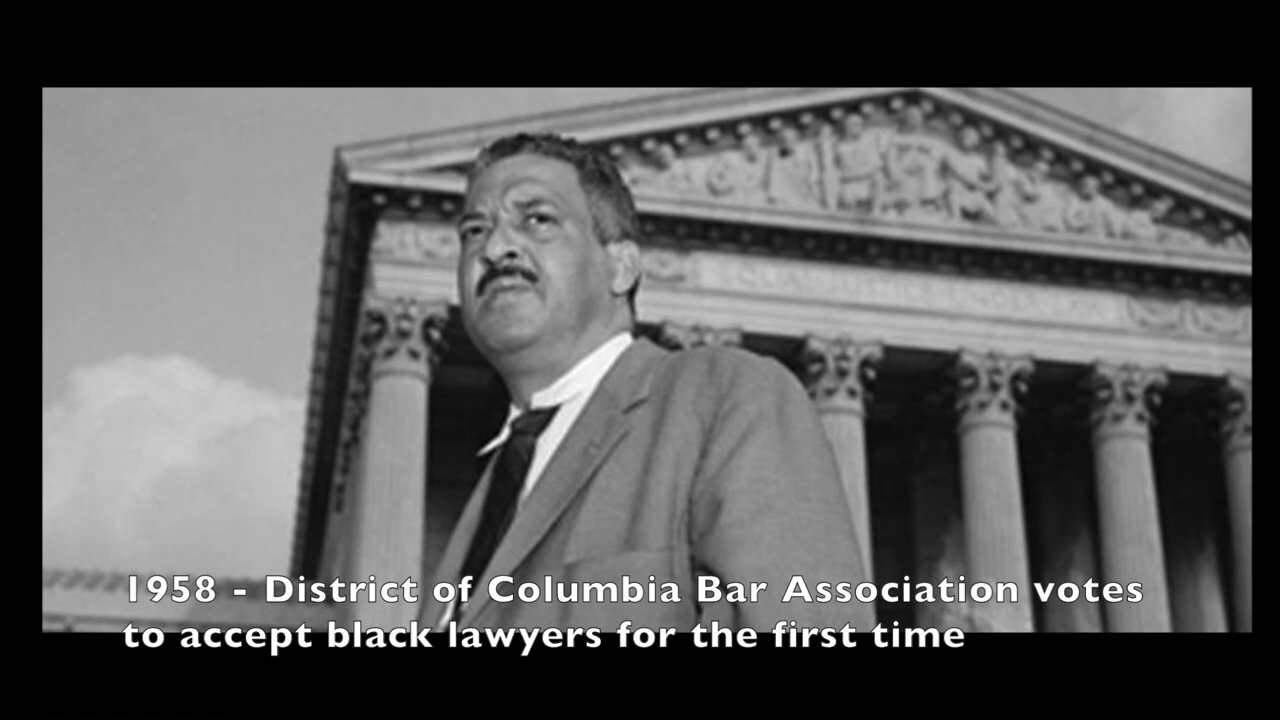 1958 - District of Columbia Bar Association votes
to accept black lawyers for the first time